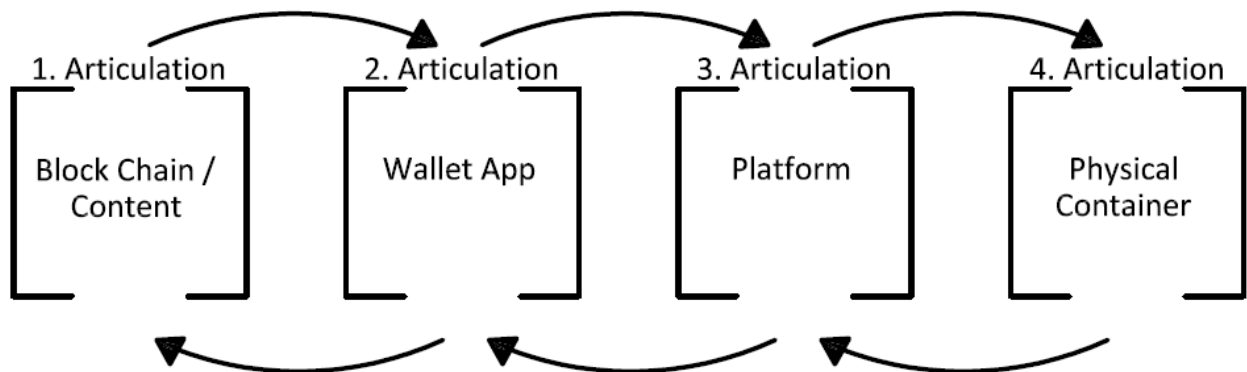 1. Articulation
2. Articulation
3. Articulation
4. Articulation
Block Chain /
Content
Wallet App
Platform
Physical
Container